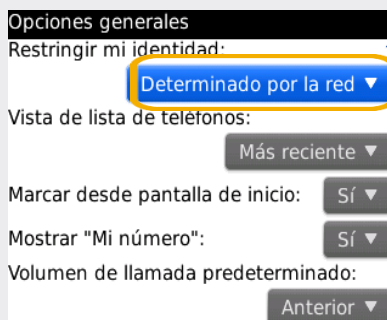 Opciones generales
Restringir mi identidad:
Determinado por la red
Vista de lista de teléfonos:
Más reciente
Marcar desde pantalla de inicio: Sí
Mostrar "Mi número": Sí
Volumen de llamada predeterminado:
Anterior